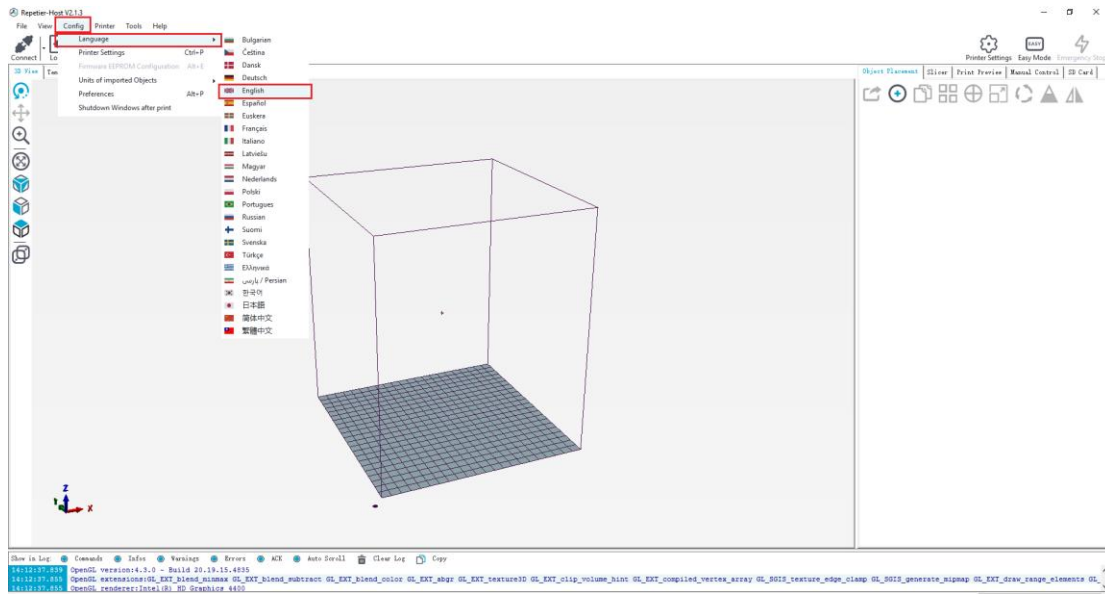 Repetier-Host V2.1.3
File View Config Printer Tools Help
Connect Lo
Printer Settings Easy Mode Emergency Stop
EASY
Language
Printer Settings Ctrl+P
Firmware EEPROM Configuration Alt+E
Units of imported Objects
Preferences Alt+P
Shutdown Windows after print
Bulgarian
Čeština
Dansk
Deutsch
English
Español
Euskera
Français
Italiano
Latviešu
Magyar
Nederlands
Polski
Portugues
Russian
Suomi
Svenska
Türkçe
Ελληνικά
پارسی / Persian
한국어
日本語
简体中文
繁體中文
3D View Tem
Object Placement Slicer Print Preview Manual Control SD Card
Z
Y
X
Show in Log: Commands Infos Warnings Errors ACK Auto Scroll Clear Log Copy
14:12:37.839 OpenGL version:4.3.0 - Build 20.19.15.4835
14:12:37.855 OpenGL extensions:GL_EXT_blend_minmax GL_EXT_blend_subtract GL_EXT_blend_color GL_EXT_abgr GL_EXT_texture3D GL_EXT_clip_volume_hint GL_EXT_compiled_vertex_array GL_SGIS_texture_edge_clamp GL_SGIS_generate_mipmap GL_EXT_draw_range_elements GL_
14:12:37.855 OpenGL renderer:Intel(R) HD Graphics 4400